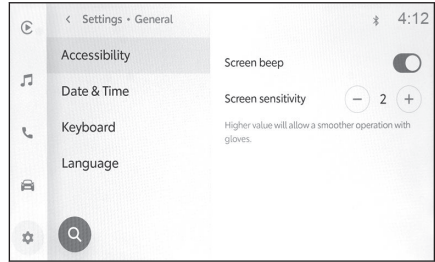 < Settings • General
4:12
Accessibility
Date & Time
Keyboard
Language
Screen beep
Screen sensitivity
− 2 +
Higher value will allow a smoother operation with
gloves.